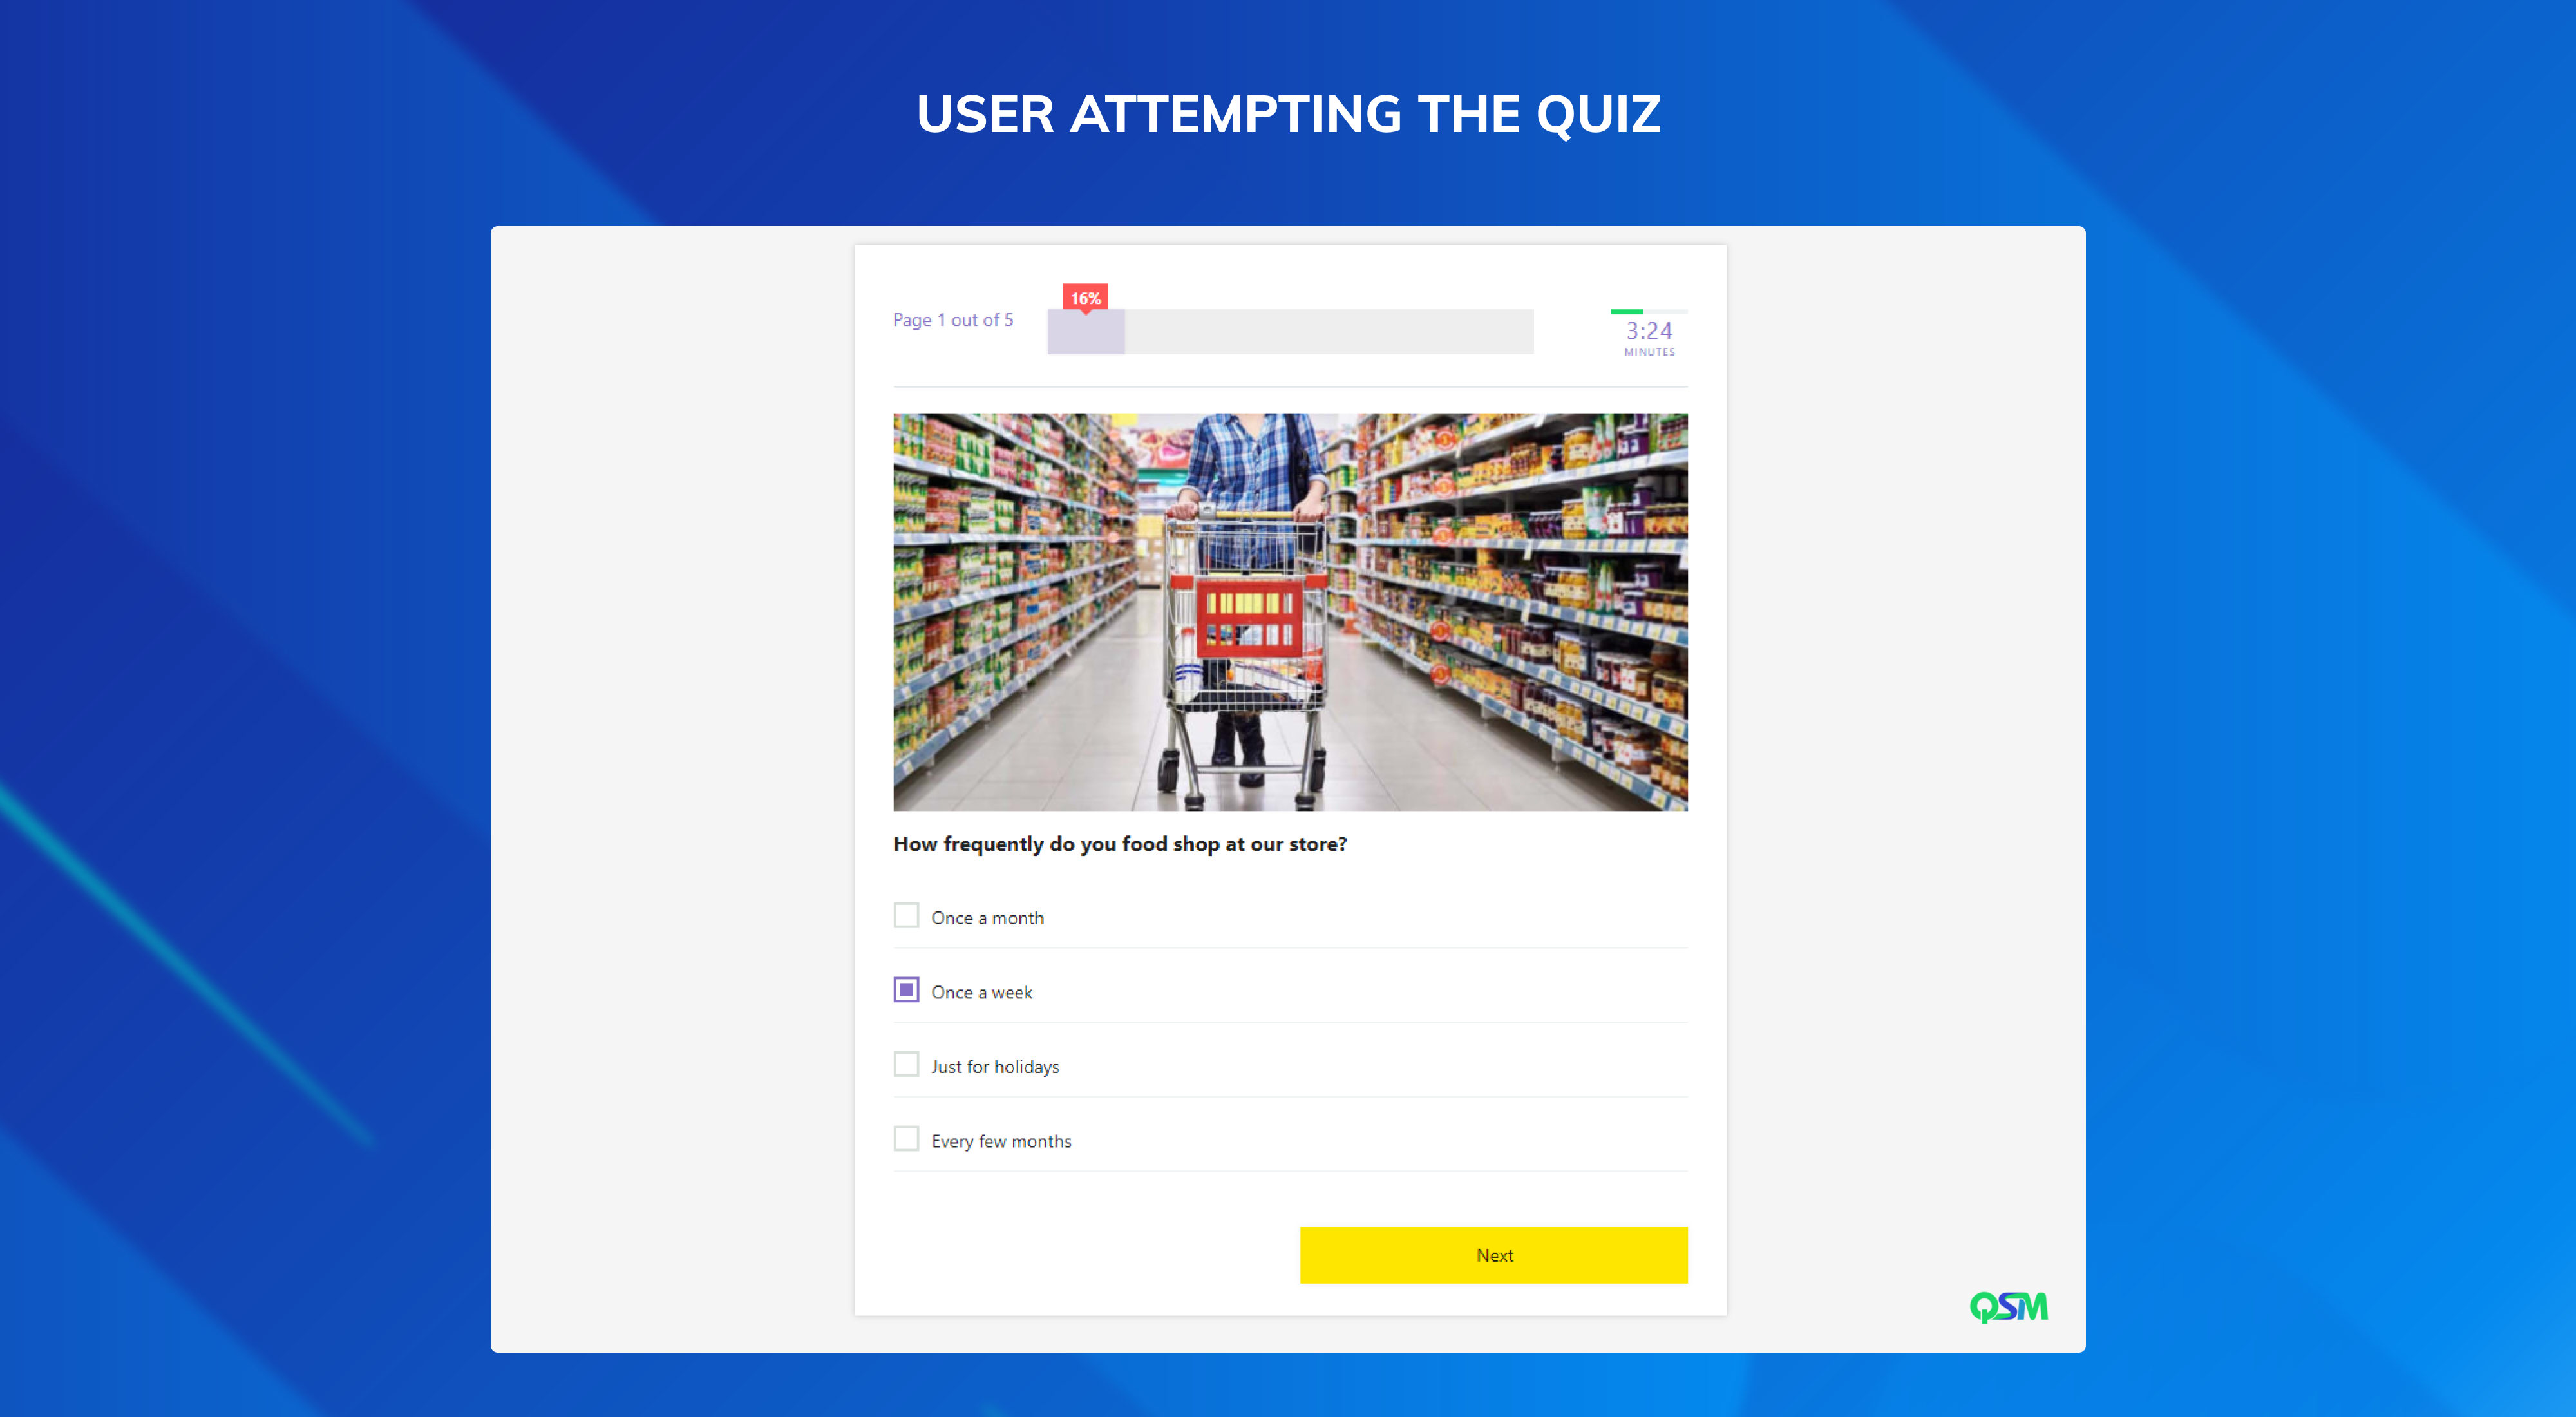 USER ATTEMPTING THE QUIZ
Page 1 out of 5
16%
3:24
MINUTES
How frequently do you food shop at our store?
Once a month
Once a week
Just for holidays
Every few months
Next
QSM